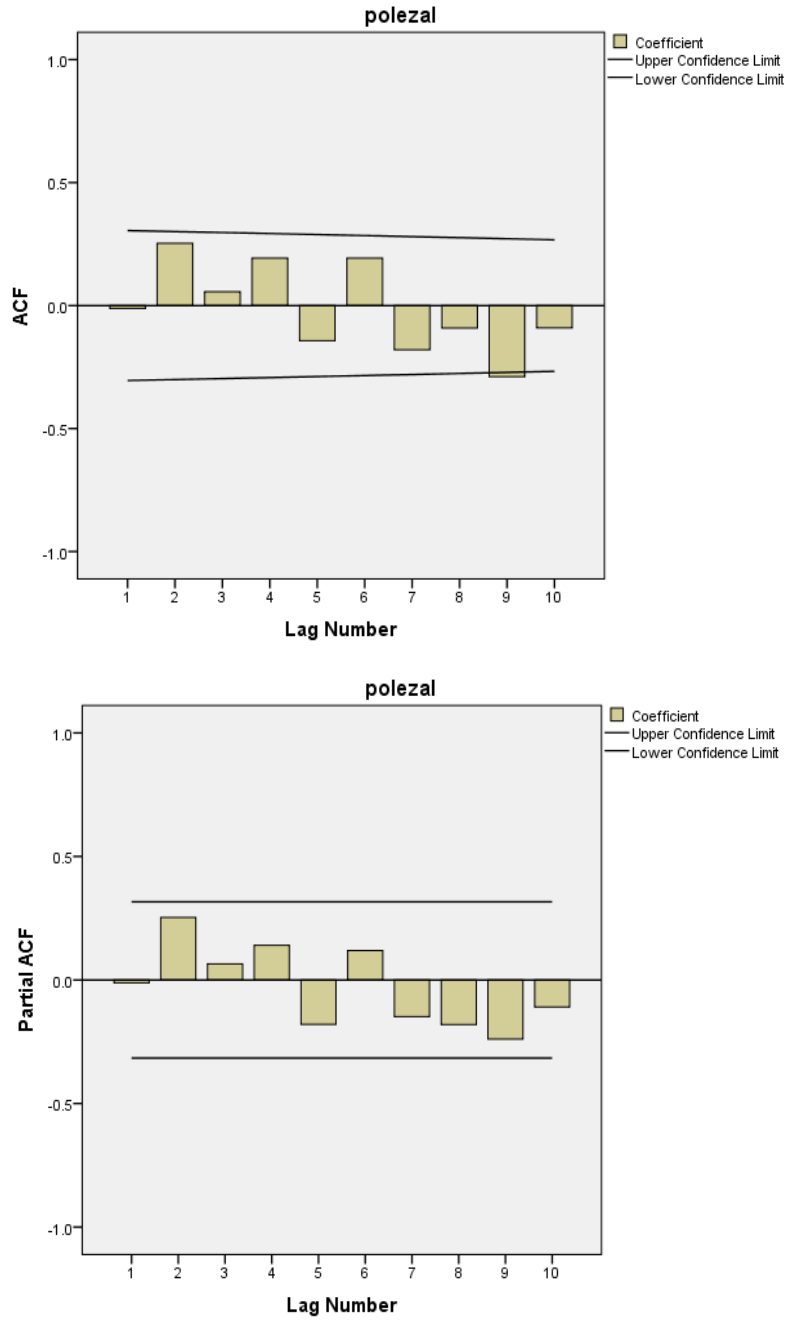 polezal
Coefficient
Upper Confidence Limit
Lower Confidence Limit
1.0
0.5
0.0
-0.5
-1.0
ACF
1 2 3 4 5 6 7 8 9 10
Lag Number
polezal
Coefficient
Upper Confidence Limit
Lower Confidence Limit
1.0
0.5
0.0
-0.5
-1.0
Partial ACF
1 2 3 4 5 6 7 8 9 10
Lag Number